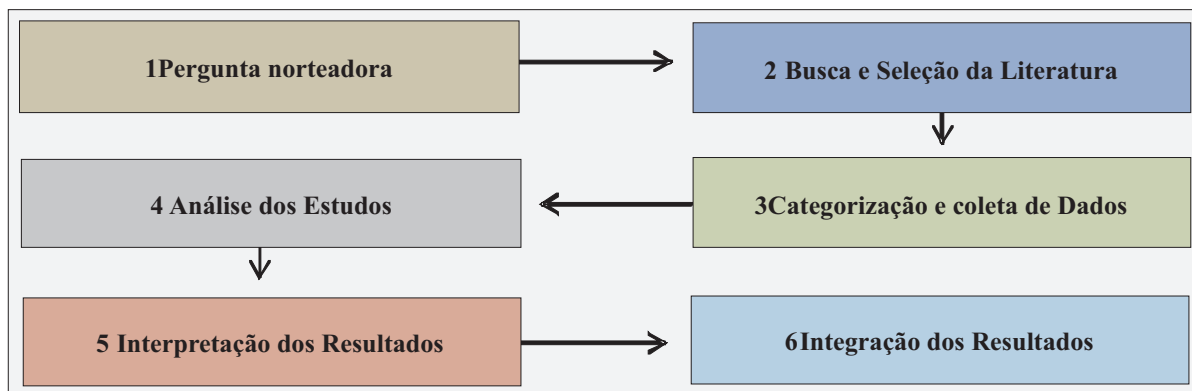 1Pergunta norteadora
2 Busca e Seleção da Literatura
3Categorização e coleta de Dados
4 Análise dos Estudos
5 Interpretação dos Resultados
6Integração dos Resultados